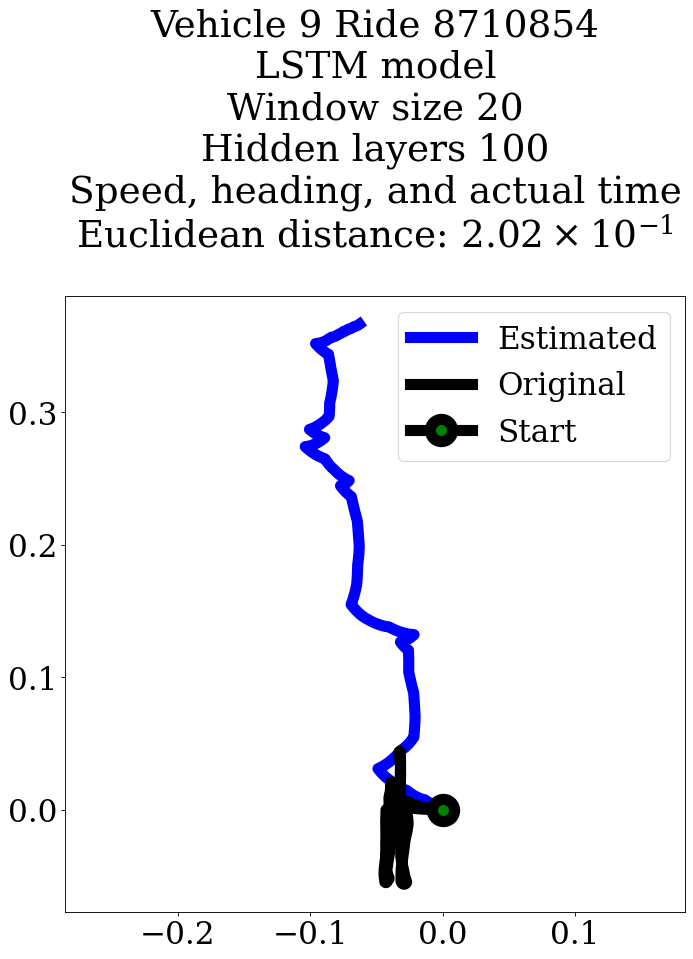 Vehicle 9 Ride 8710854
LSTM model
Window size 20
Hidden layers 100
Speed, heading, and actual time
Euclidean distance: 2.02 × 10⁻¹
Estimated
Original
Start
0.3
0.2
0.1
0.0
−0.2
−0.1
0.0
0.1